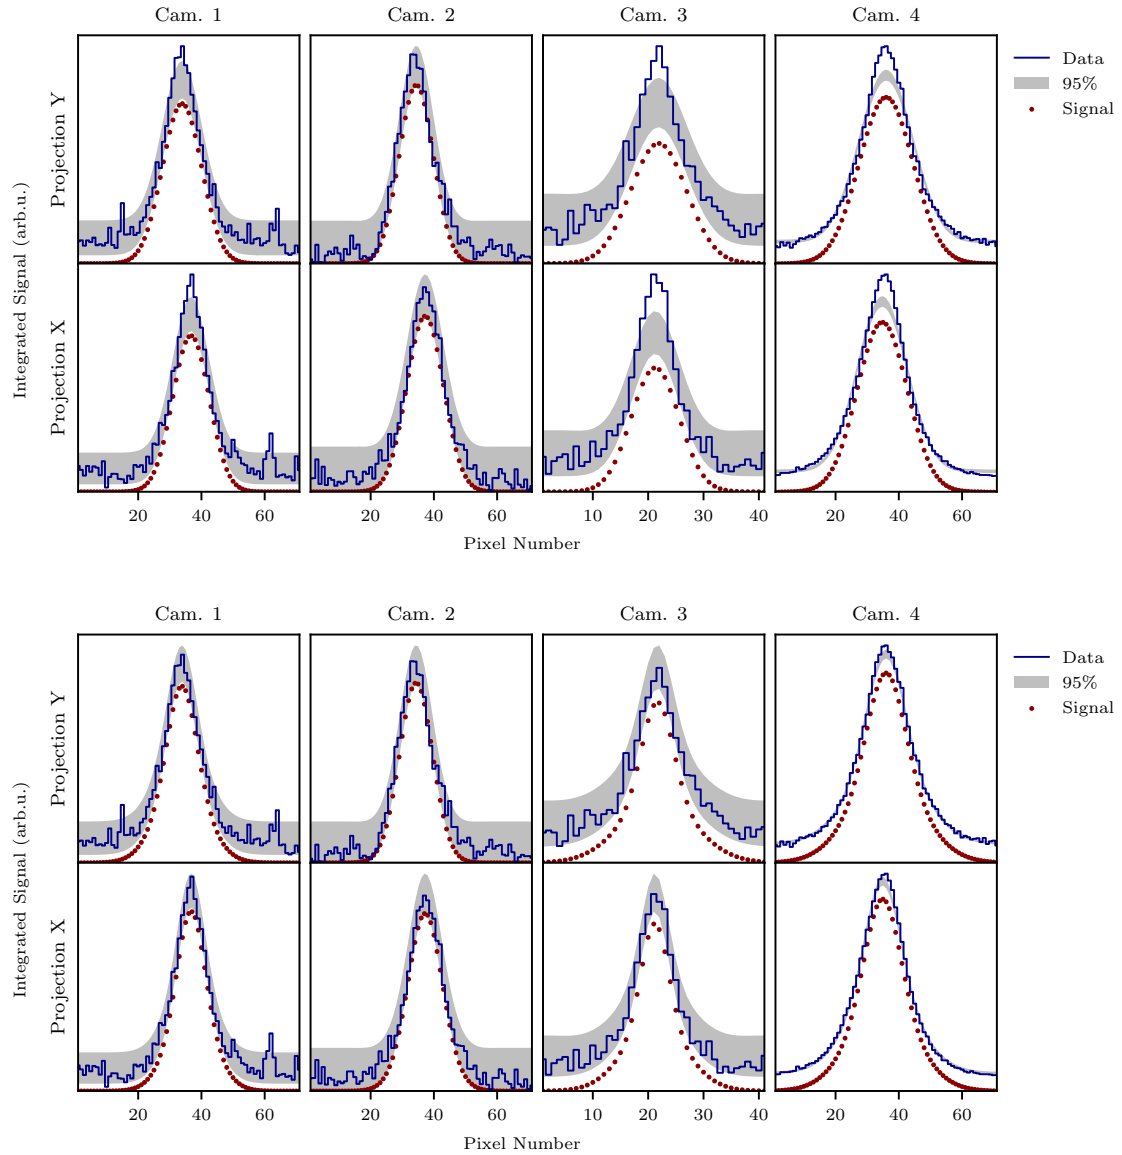 Cam. 1 Cam. 2 Cam. 3 Cam. 4
Data
95%
Signal
Projection Y
Projection X
Integrated Signal (arb.u.)
20 40 60 20 40 60 10 20 30 40 20 40 60
Pixel Number
Cam. 1 Cam. 2 Cam. 3 Cam. 4
Data
95%
Signal
Projection Y
Projection X
Integrated Signal (arb.u.)
20 40 60 20 40 60 10 20 30 40 20 40 60
Pixel Number